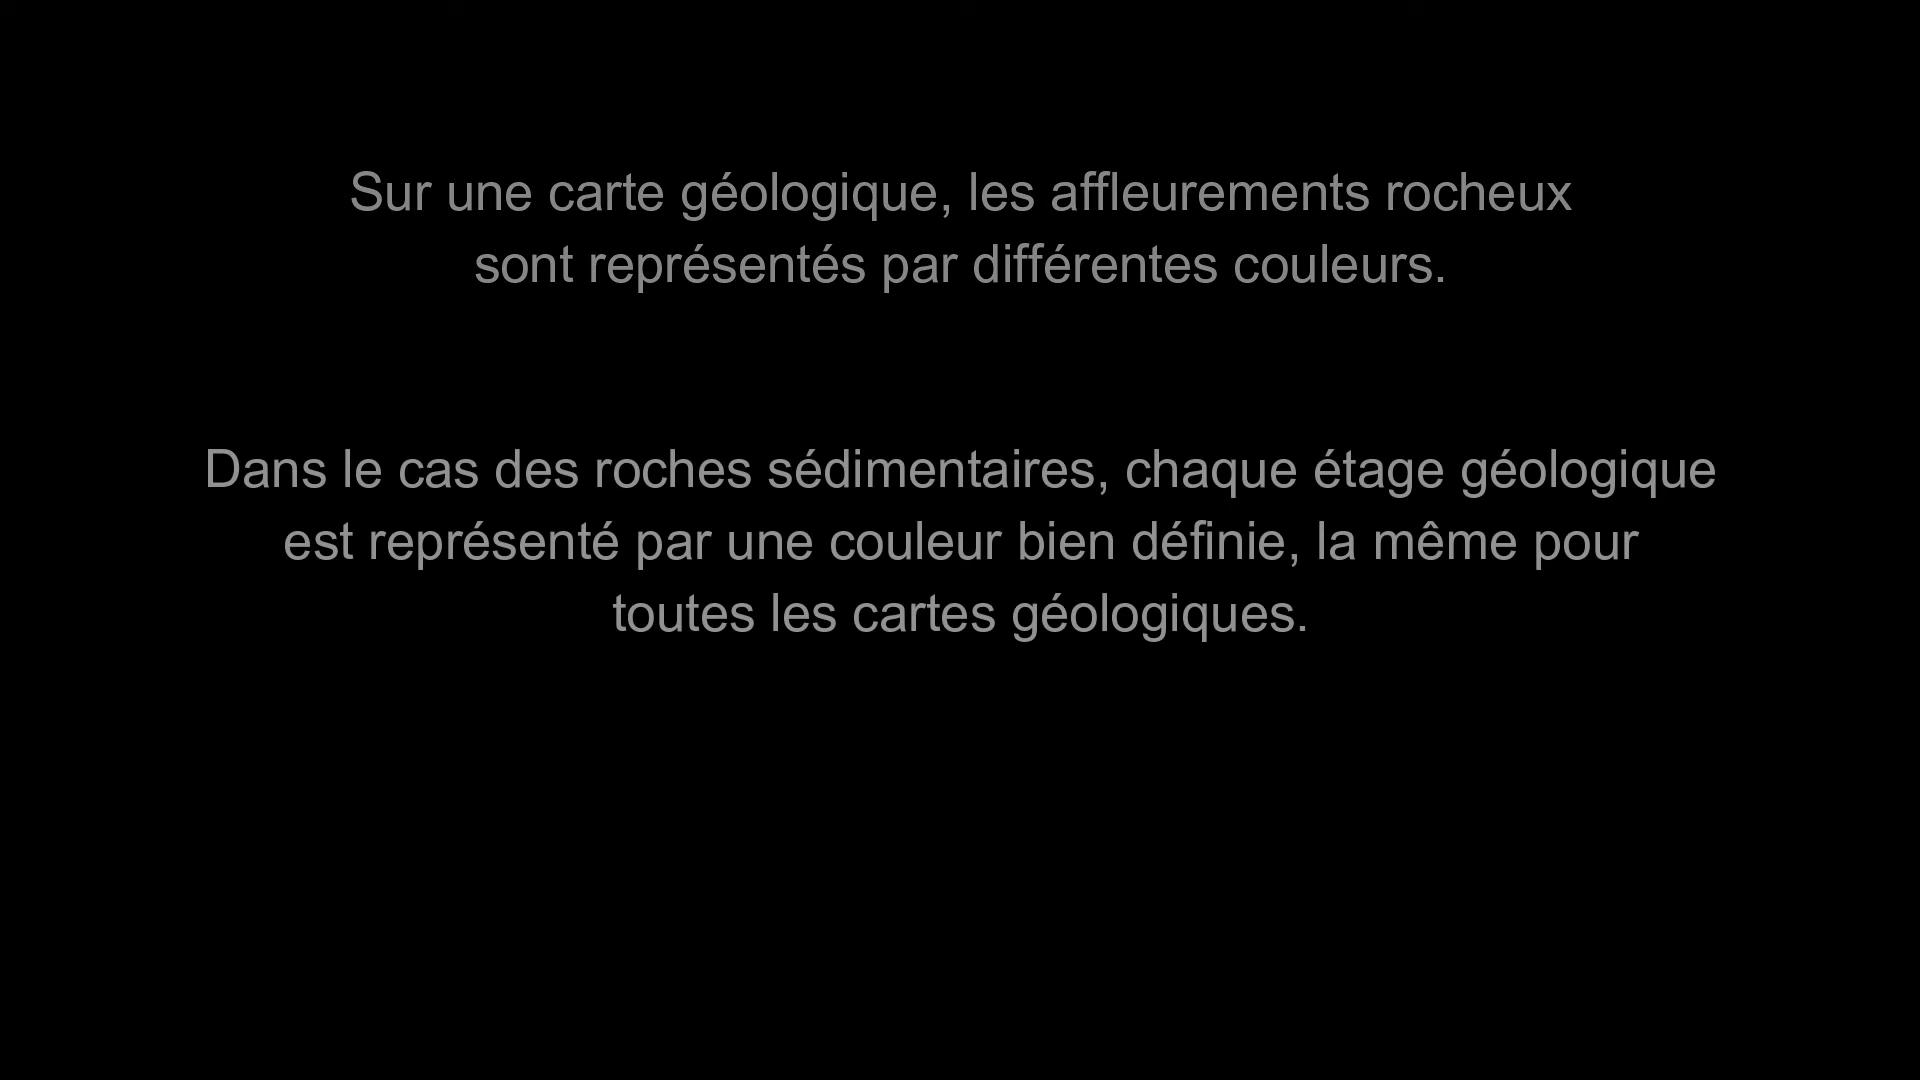 Sur une carte géologique, les affleurements rocheux
sont représentés par différentes couleurs.
Dans le cas des roches sédimentaires, chaque étage géologique
est représenté par une couleur bien définie, la même pour
toutes les cartes géologiques.